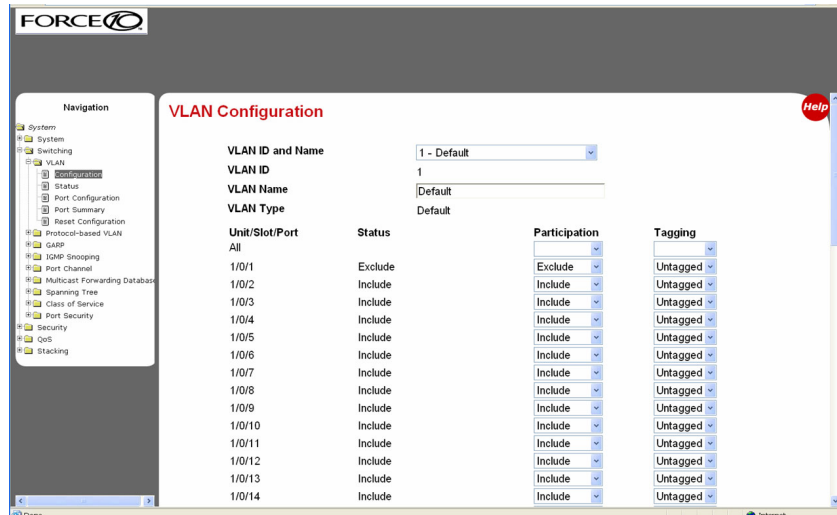 FORCE10
Navigation
System
System
Switching
VLAN
Configuration
Status
Port Configuration
Port Summary
Reset Configuration
Protocol-based VLAN
GARP
IGMP Snooping
Port Channel
Multicast Forwarding Database
Spanning Tree
Class of Service
Port Security
Security
QoS
Stacking
VLAN Configuration
Help
VLAN ID and Name 1 - Default
VLAN ID 1
VLAN Name Default
VLAN Type Default
Unit/Slot/Port Status Participation Tagging
All
1/0/1 Exclude Exclude Untagged
1/0/2 Include Include Untagged
1/0/3 Include Include Untagged
1/0/4 Include Include Untagged
1/0/5 Include Include Untagged
1/0/6 Include Include Untagged
1/0/7 Include Include Untagged
1/0/8 Include Include Untagged
1/0/9 Include Include Untagged
1/0/10 Include Include Untagged
1/0/11 Include Include Untagged
1/0/12 Include Include Untagged
1/0/13 Include Include Untagged
1/0/14 Include Include Untagged